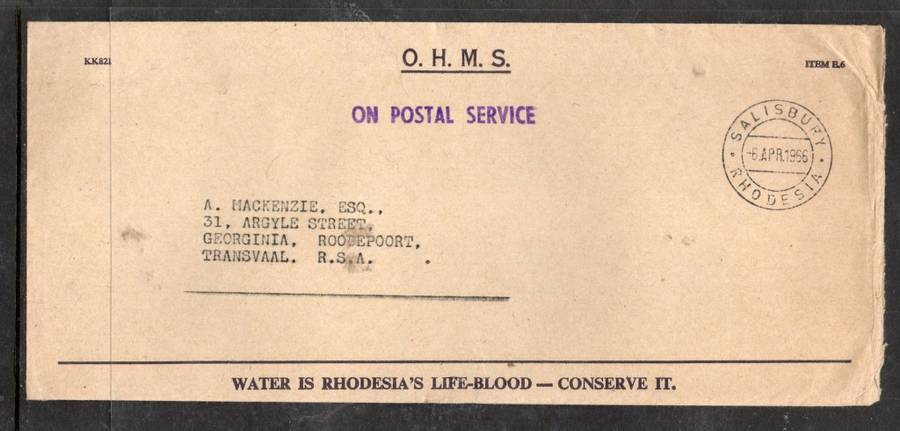 KK821
O. H. M. S.
ITEM E.6
ON POSTAL SERVICE
SALISBURY
-6 APR.1966
RHODESIA
A. MACKENZIE, ESQ.,
31, ARGYLE STREET,
GEORGINIA, ROODEPOORT,
TRANSVAAL. R.S.A. .
WATER IS RHODESIA'S LIFE-BLOOD — CONSERVE IT.